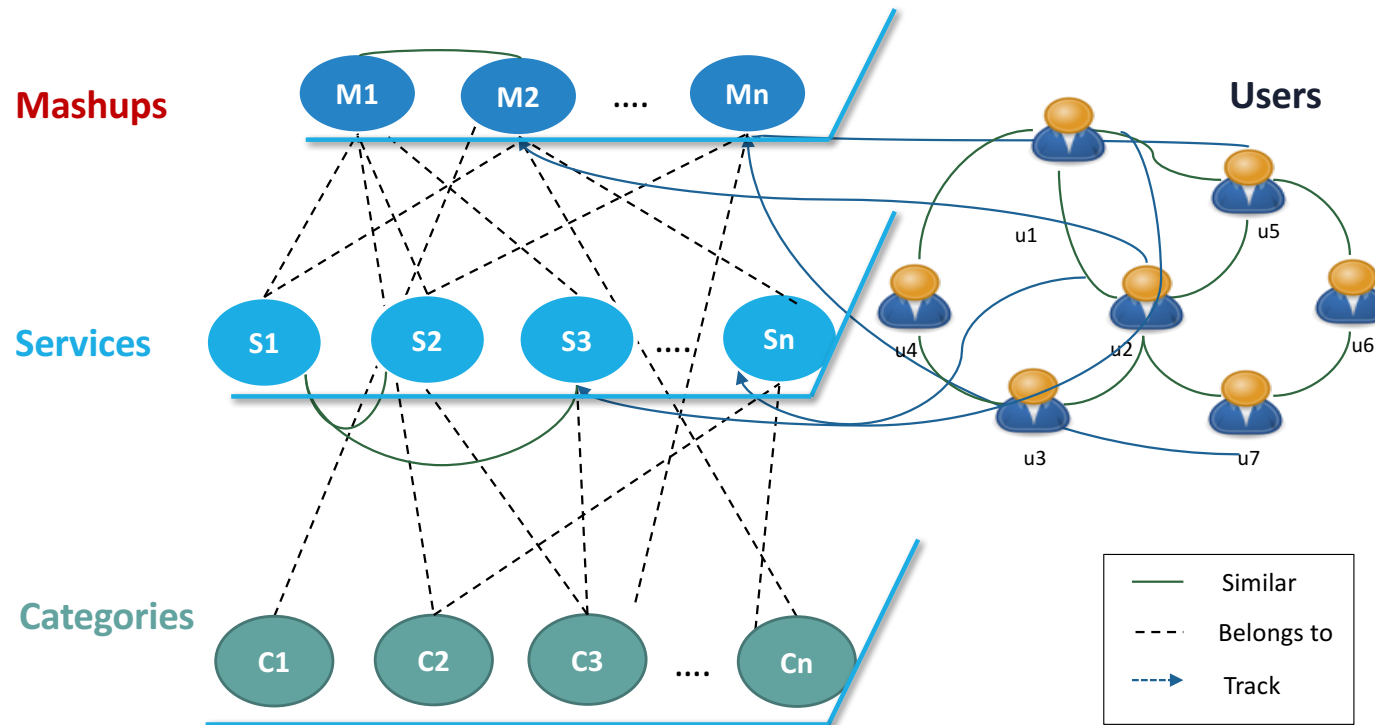 Mashups
M1
M2
....
Mn
Users
u1
u5
Services
S1
S2
S3
....
Sn
u4
u2
u6
u3
u7
Categories
C1
C2
C3
....
Cn
Similar
Belongs to
Track